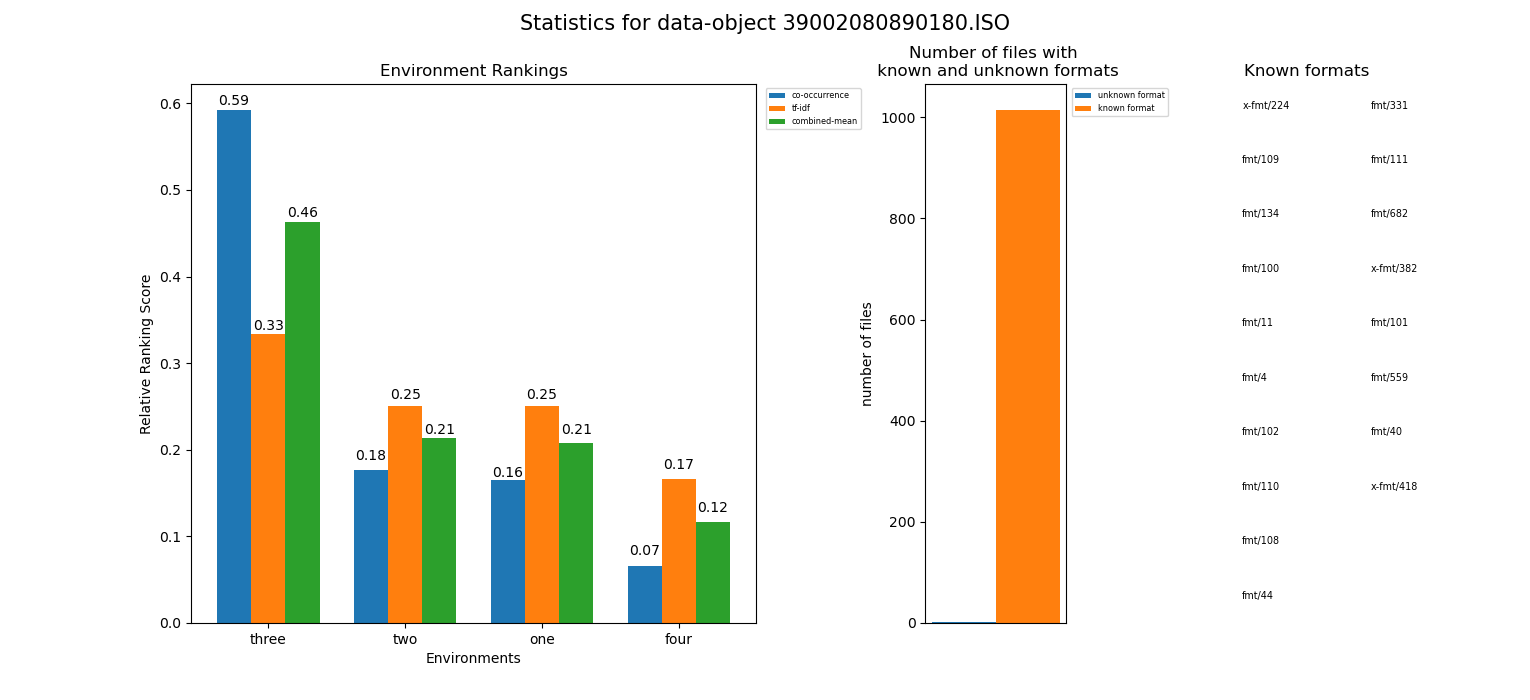 Statistics for data-object 39002080890180.ISO
Environment Rankings
Relative Ranking Score
0.6
0.5
0.4
0.3
0.2
0.1
0.0
0.59
0.33
0.46
0.18
0.25
0.21
0.16
0.25
0.21
0.07
0.17
0.12
three two one four
Environments
co-occurrence
tf-idf
combined-mean
Number of files with
known and unknown formats
number of files
1000
800
600
400
200
0
unknown format
known format
Known formats
x-fmt/224 fmt/331
fmt/109 fmt/111
fmt/134 fmt/682
fmt/100 x-fmt/382
fmt/11 fmt/101
fmt/4 fmt/559
fmt/102 fmt/40
fmt/110 x-fmt/418
fmt/108
fmt/44